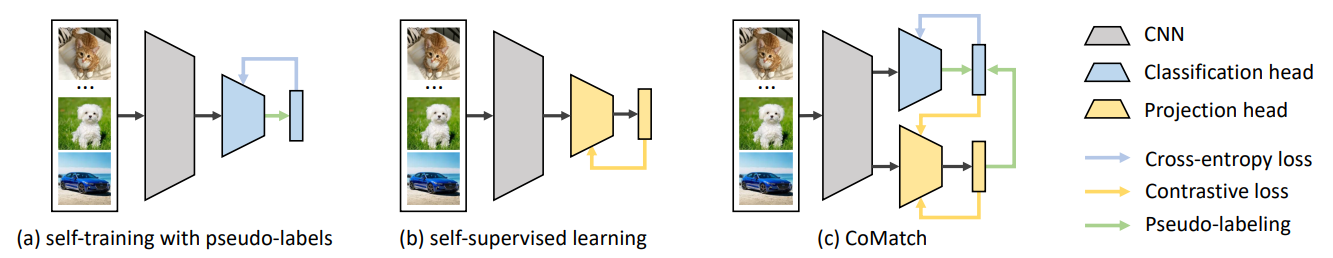 ...
...
...
CNN
Classification head
Projection head
Cross-entropy loss
Contrastive loss
Pseudo-labeling
(a) self-training with pseudo-labels
(b) self-supervised learning
(c) CoMatch